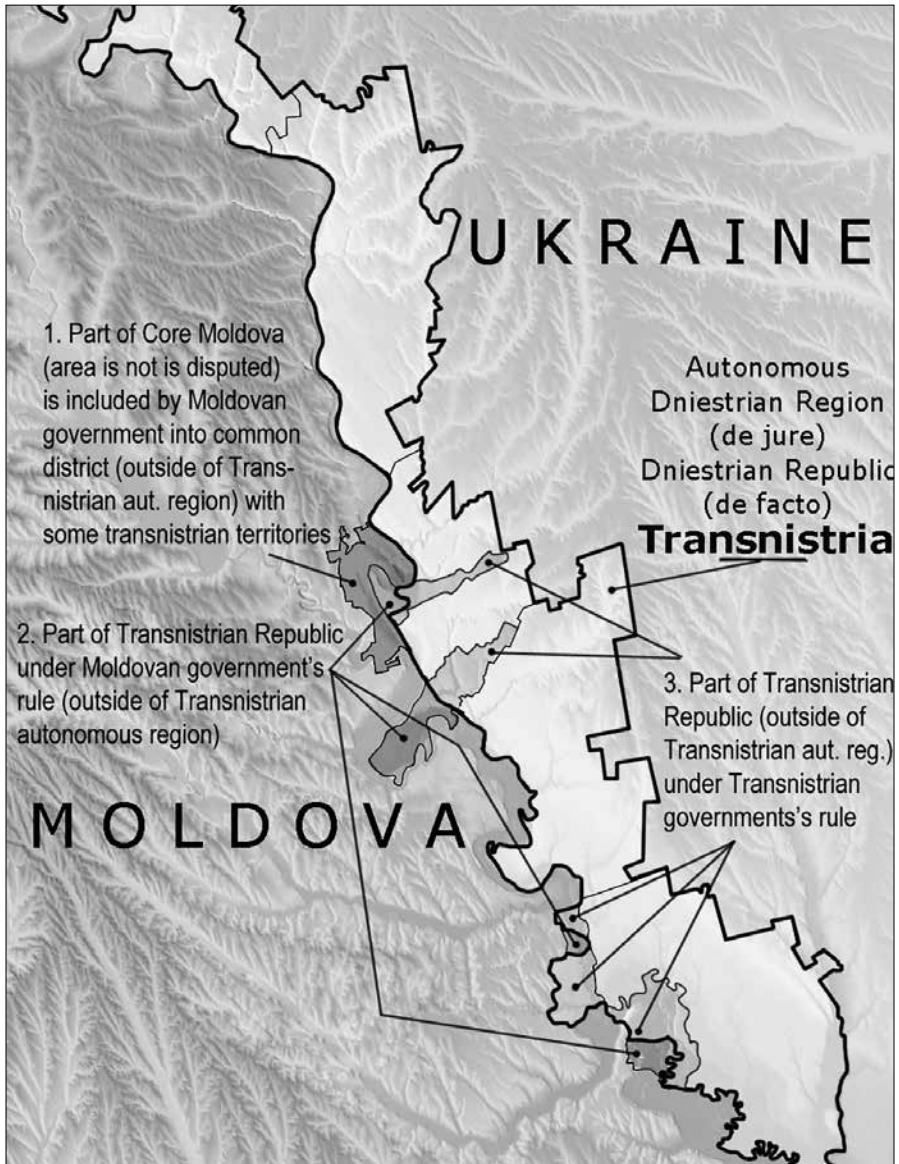 UKRAINE
1. Part of Core Moldova
(area is not is disputed)
is included by Moldovan
government into common
district (outside of Trans-
nistrian aut. region) with
some transnistrian territories
Autonomous
Dniestrian Region
(de jure)
Dniestrian Republic
(de facto)
Transnistria
2. Part of Transnistrian Republic
under Moldovan government's
rule (outside of Transnistrian
autonomous region)
3. Part of Transnistrian
Republic (outside of
Transnistrian aut. reg.)
under Transnistrian
governments's rule
MOLDOVA